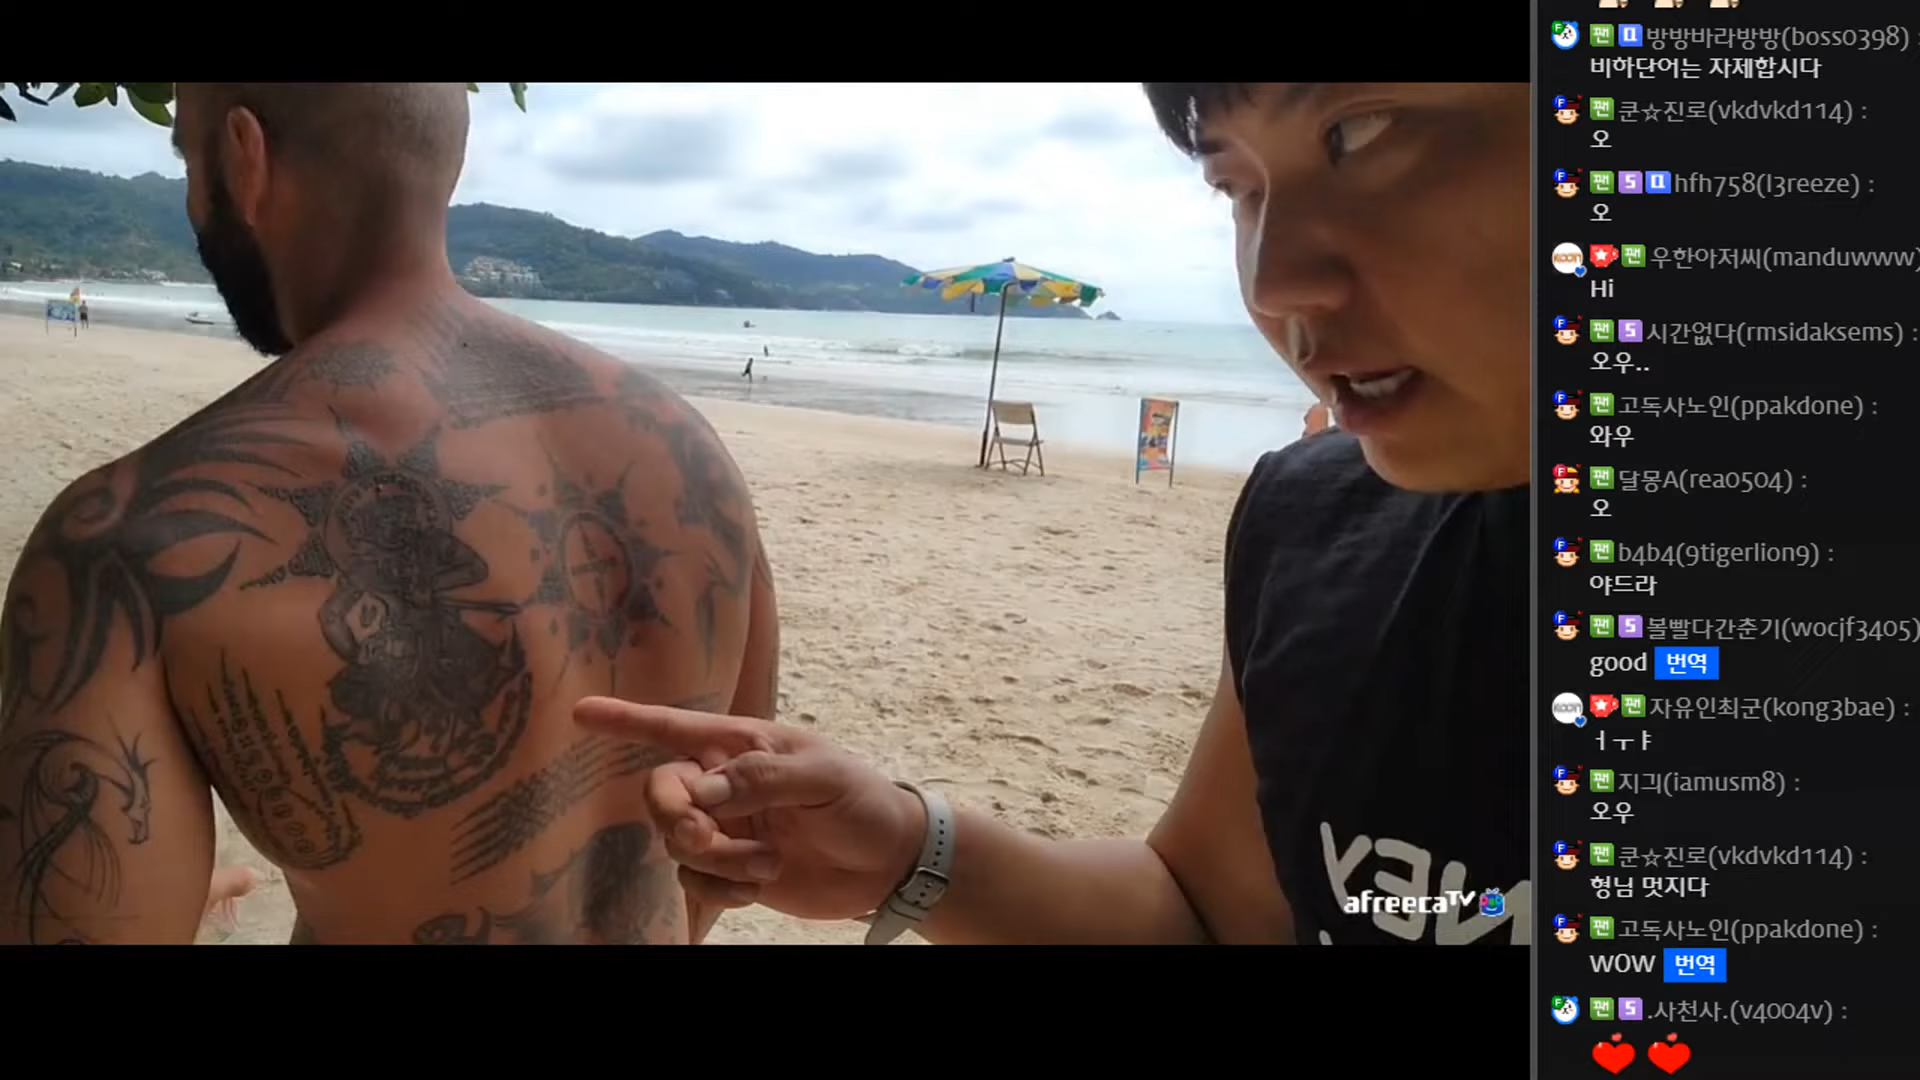 방방바라방방(boss0398) :
비하단어는 자제합시다
쿤☆진로(vkdvkd114) :
오
hfh758(l3reeze) :
오
우한아저씨(manduwww)
Hi
시간없다(rmsidaksems) :
오우..
고독사노인(ppakdone) :
와우
달몽A(rea0504) :
오
b4b4(9tigerlion9) :
야드라
볼빨다간춘기(wocjf3405)
good 번역
자유인최군(kong3bae) :
ㅓㅜㅑ
지긔(iamusm8) :
오우
쿤☆진로(vkdvkd114) :
형님 멋지다
고독사노인(ppakdone) :
WOW 번역
.사천사.(v4004v) :
afreecaTV